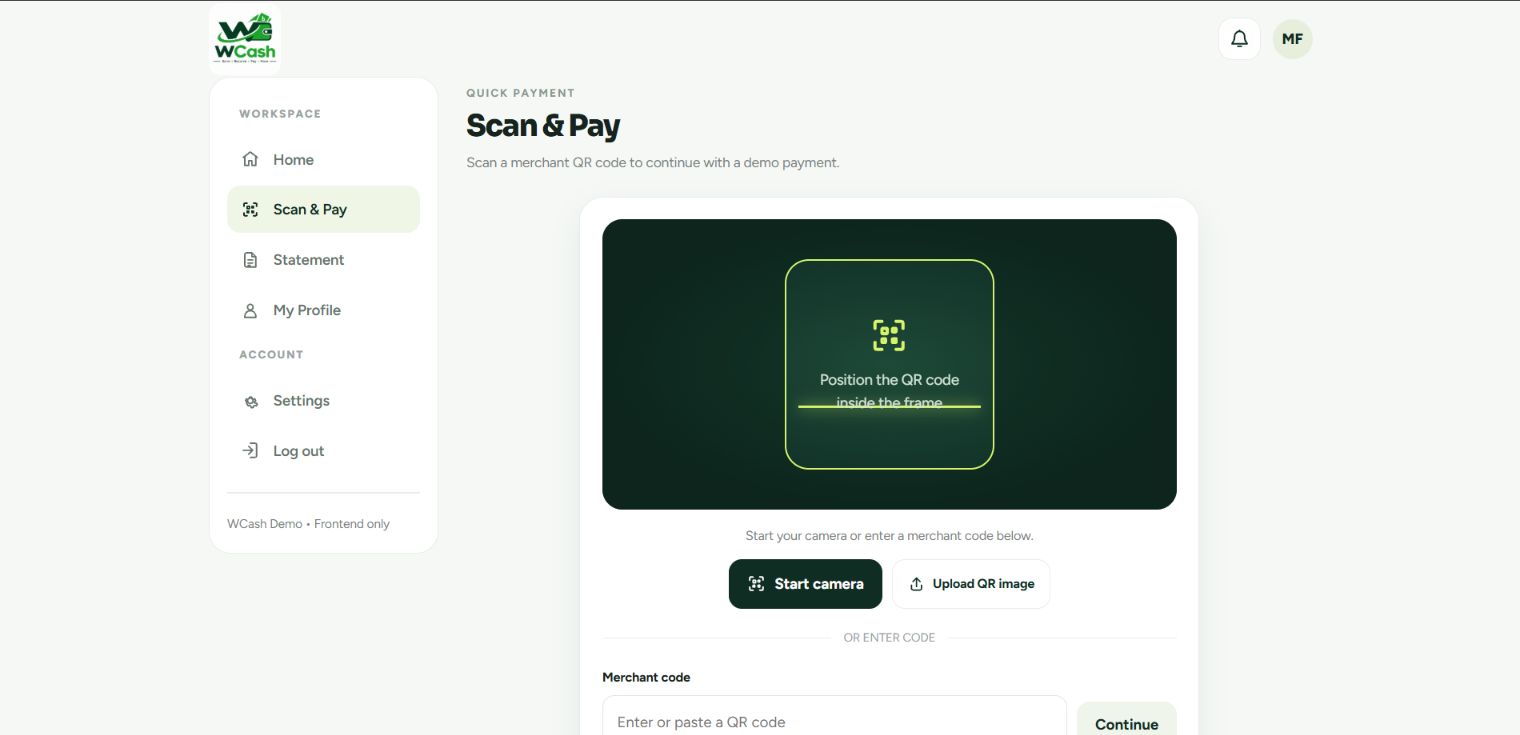 WCash
MF
WORKSPACE
Home
Scan & Pay
Statement
My Profile
ACCOUNT
Settings
Log out
WCash Demo • Frontend only
QUICK PAYMENT
Scan & Pay
Scan a merchant QR code to continue with a demo payment.
Position the QR code
inside the frame
Start your camera or enter a merchant code below.
Start camera
Upload QR image
OR ENTER CODE
Merchant code
Enter or paste a QR code
Continue